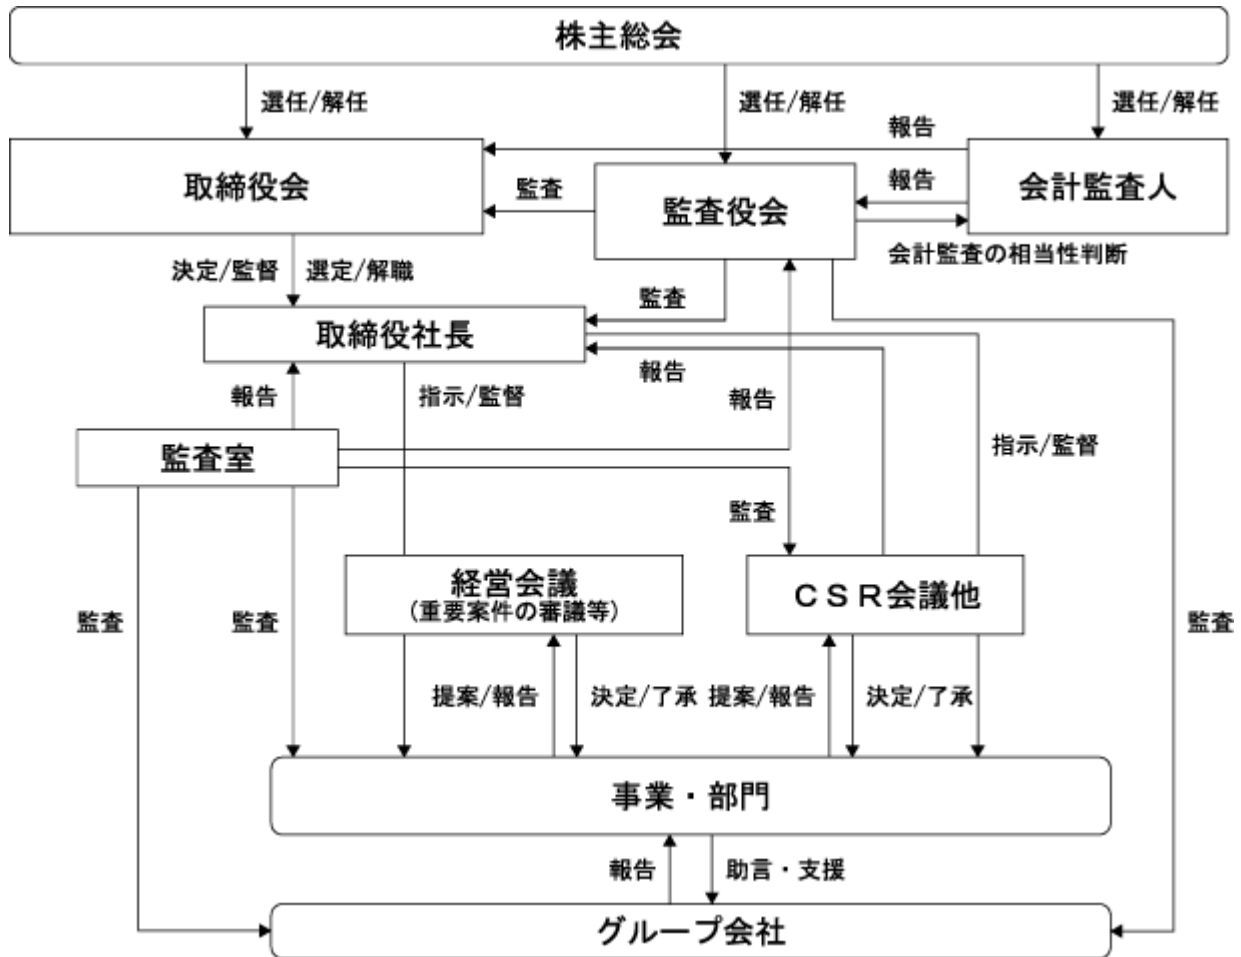 株主総会
選任/解任
選任/解任
選任/解任
報告
取締役会
監査
監査役会
報告
会計監査人
会計監査の相当性判断
決定/監督
選定/解職
監査
取締役社長
報告
指示/監督
報告
報告
監査室
指示/監督
監査
経営会議
(重要案件の審議等)
CSR会議他
監査
監査
監査
提案/報告
決定/了承
提案/報告
決定/了承
事業・部門
報告
助言・支援
グループ会社